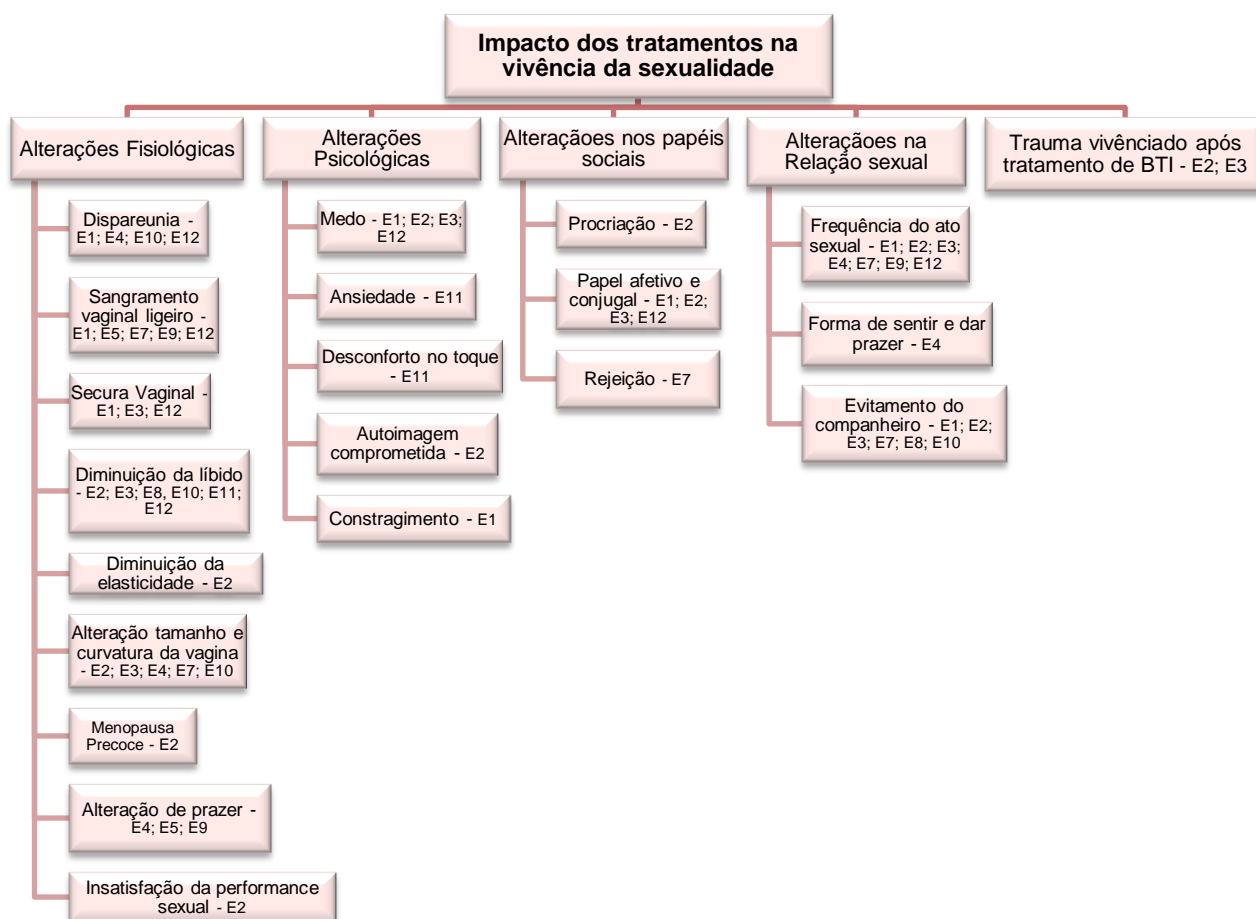 Impacto dos tratamentos na
vivência da sexualidade
Alterações Fisiológicas
Dispareunia -
E1; E4; E10; E12
Sangramento
vaginal ligeiro -
E1; E5; E7; E9; E12
Secura Vaginal -
E1; E3; E12
Diminuição da líbido
- E2; E3; E8, E10; E11;
E12
Diminuição da
elasticidade - E2
Alteração tamanho e
curvatura da vagina
- E2; E3; E4; E7; E10
Menopausa
Precoce - E2
Alteração de prazer -
E4; E5; E9
Insatisfação da performance
sexual - E2
Alterações
Psicológicas
Medo - E1; E2; E3;
E12
Ansiedade - E11
Desconforto no toque
- E11
Autoimagem
comprometida - E2
Constragimento - E1
Alteraçãoes nos papéis
sociais
Procriação - E2
Papel afetivo e
conjugal - E1; E2;
E3; E12
Rejeição - E7
Alteraçãoes na
Relação sexual
Frequência do ato
sexual - E1; E2; E3;
E4; E7; E9; E12
Forma de sentir e dar
prazer - E4
Evitamento do
companheiro - E1; E2;
E3; E7; E8; E10
Trauma vivênciado após
tratamento de BTI - E2; E3